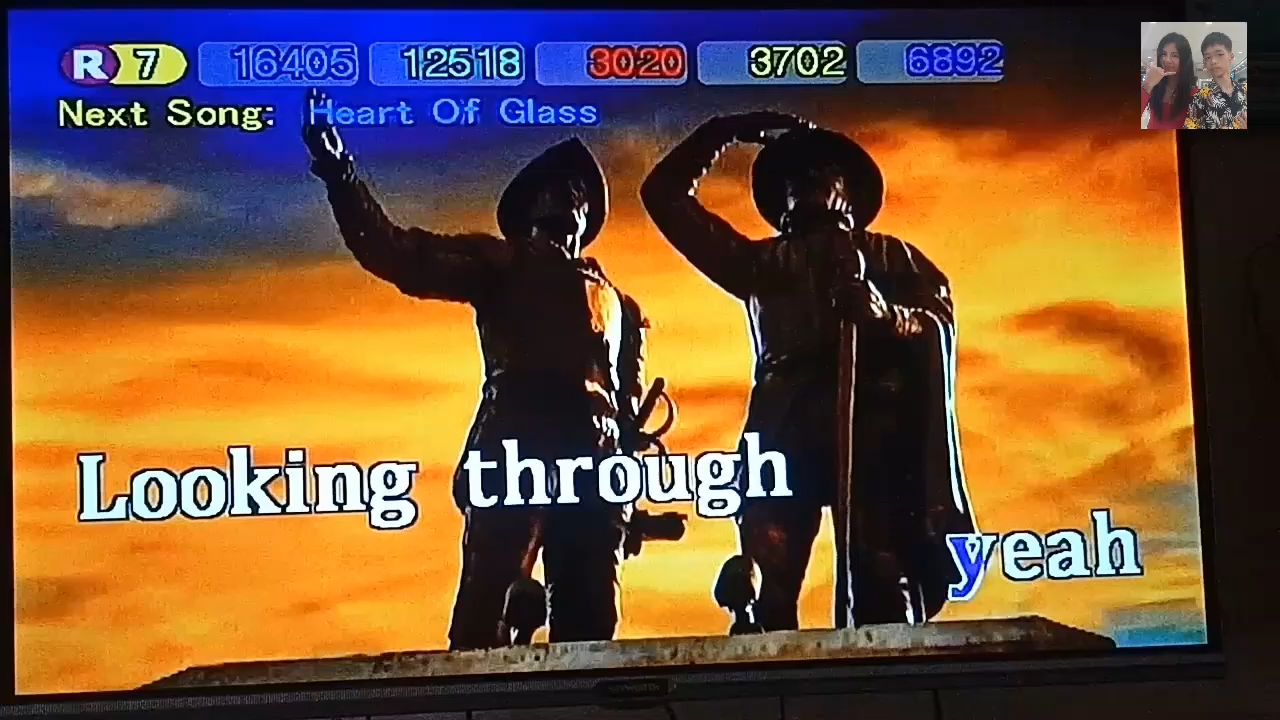 R 7 16405 12518 3020 3702 6892
Next Song: Heart Of Glass
Looking through
yeah